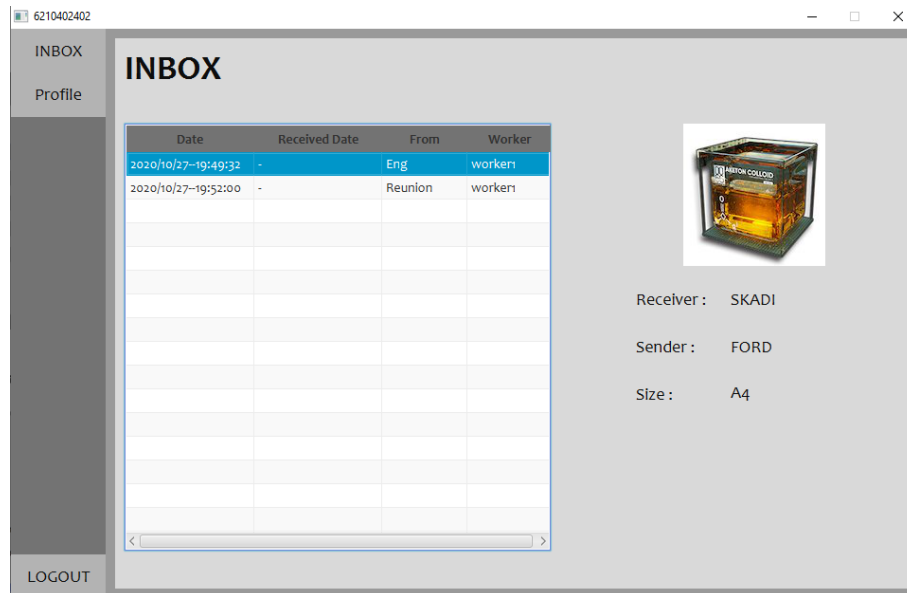 6210402402
INBOX
Profile
INBOX
Date Received Date From Worker
2020/10/27--19:49:32 - Eng worker1
2020/10/27--19:52:00 - Reunion worker1
COLLOID
Receiver : SKADI
Sender : FORD
Size : A4
LOGOUT